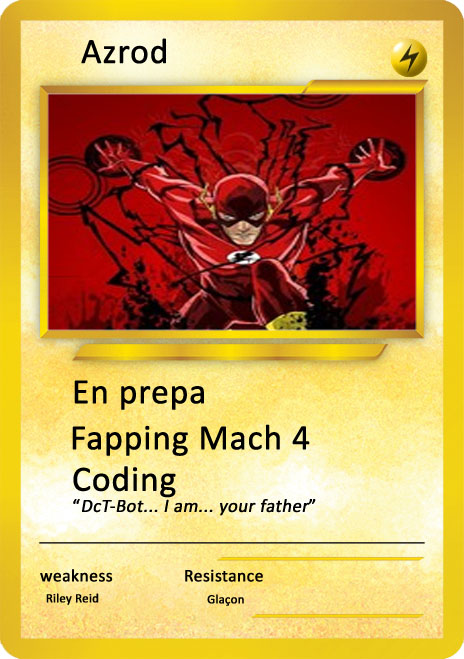 Azrod
En prepa
Fapping Mach 4
Coding
“DcT-Bot... I am... your father”
weakness Resistance
Riley Reid Glaçon